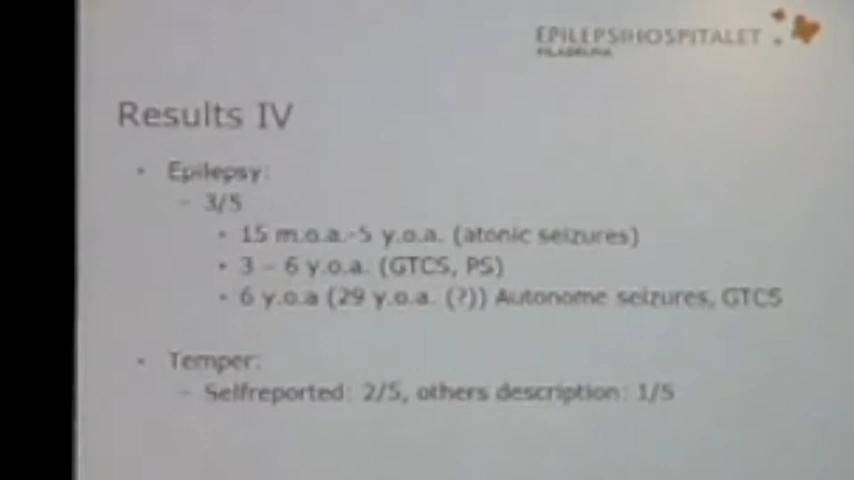 EPILEPSIHOSPITALET
FILADELFIA
Results IV
• Epilepsy:
– 3/5
• 15 m.o.a.-5 y.o.a. (atonic seizures)
• 3 – 6 y.o.a. (GTCS, PS)
• 6 y.o.a (29 y.o.a. (?)) Autonome seizures, GTCS
• Temper:
– Selfreported: 2/5, others description: 1/5